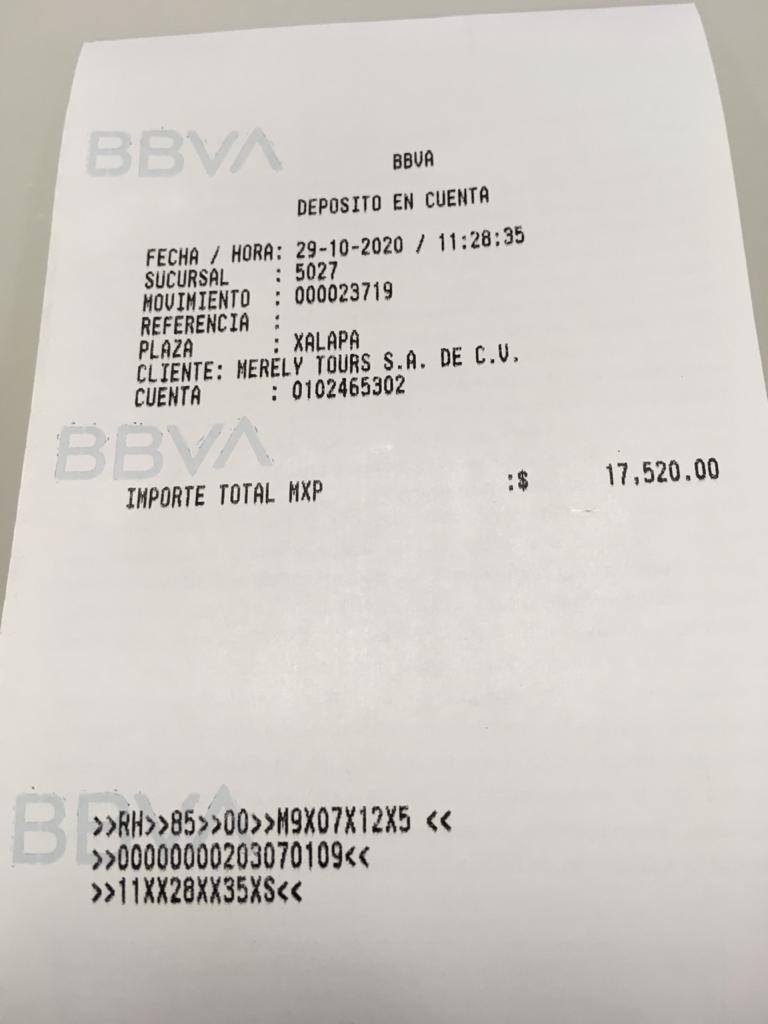 BBVA
BBVA
DEPOSITO EN CUENTA
FECHA / HORA: 29-10-2020 / 11:28:35
SUCURSAL : 5027
MOVIMIENTO : 000023719
REFERENCIA :
PLAZA : XALAPA
CLIENTE: MERELY TOURS S.A. DE C.V.
CUENTA : 0102465302
BBVA
IMPORTE TOTAL MXP :$ 17,520.00
BBVA
>>RH>>85>>00>>M9X07X12X5 <<
>>00000000203070109<<
>>11XX28XX35XS<<